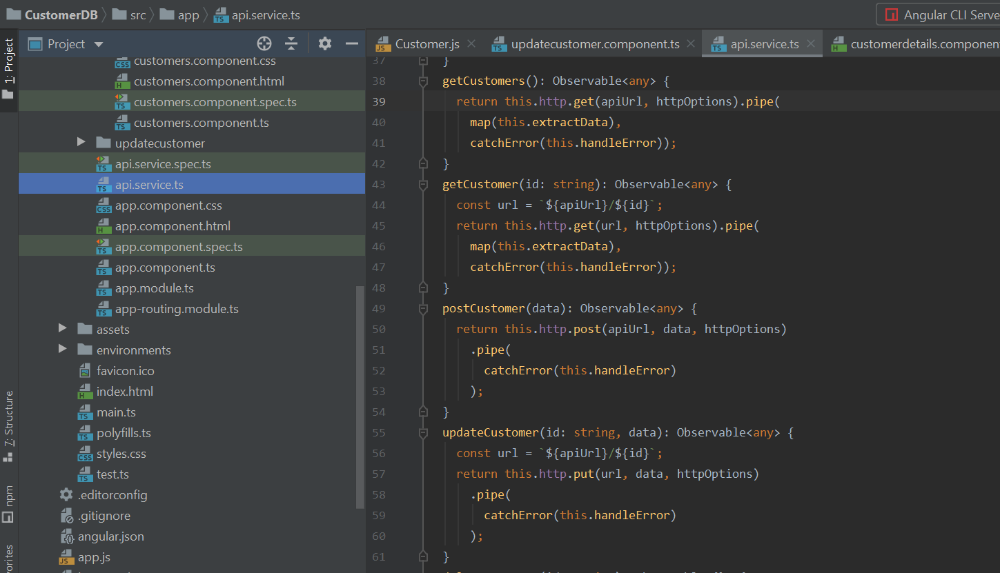 CustomerDB src app api.service.ts Angular CLI Serve
1: Project
Project
customers.component.css
customers.component.html
customers.component.spec.ts
customers.component.ts
updatecustomer
api.service.spec.ts
api.service.ts
app.component.css
app.component.html
app.component.spec.ts
app.component.ts
app.module.ts
app-routing.module.ts
assets
environments
favicon.ico
index.html
main.ts
polyfills.ts
styles.css
test.ts
.editorconfig
.gitignore
angular.json
app.js
7: Structure
npm
orites
Customer.js updatecustomer.component.ts api.service.ts customerdetails.component
37 }
38 getCustomers(): Observable<any> {
39 return this.http.get(apiUrl, httpOptions).pipe(
40 map(this.extractData),
41 catchError(this.handleError));
42 }
43 getCustomer(id: string): Observable<any> {
44 const url = `${apiUrl}/${id}`;
45 return this.http.get(url, httpOptions).pipe(
46 map(this.extractData),
47 catchError(this.handleError));
48 }
49 postCustomer(data): Observable<any> {
50 return this.http.post(apiUrl, data, httpOptions)
51 .pipe(
52 catchError(this.handleError)
53 );
54 }
55 updateCustomer(id: string, data): Observable<any> {
56 const url = `${apiUrl}/${id}`;
57 return this.http.put(url, data, httpOptions)
58 .pipe(
59 catchError(this.handleError)
60 );
61 }